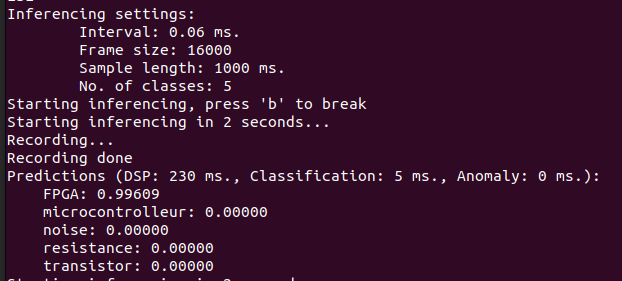 Inferencing settings:
Interval: 0.06 ms.
Frame size: 16000
Sample length: 1000 ms.
No. of classes: 5
Starting inferencing, press 'b' to break
Starting inferencing in 2 seconds...
Recording...
Recording done
Predictions (DSP: 230 ms., Classification: 5 ms., Anomaly: 0 ms.):
FPGA: 0.99609
microcontrolleur: 0.00000
noise: 0.00000
resistance: 0.00000
transistor: 0.00000